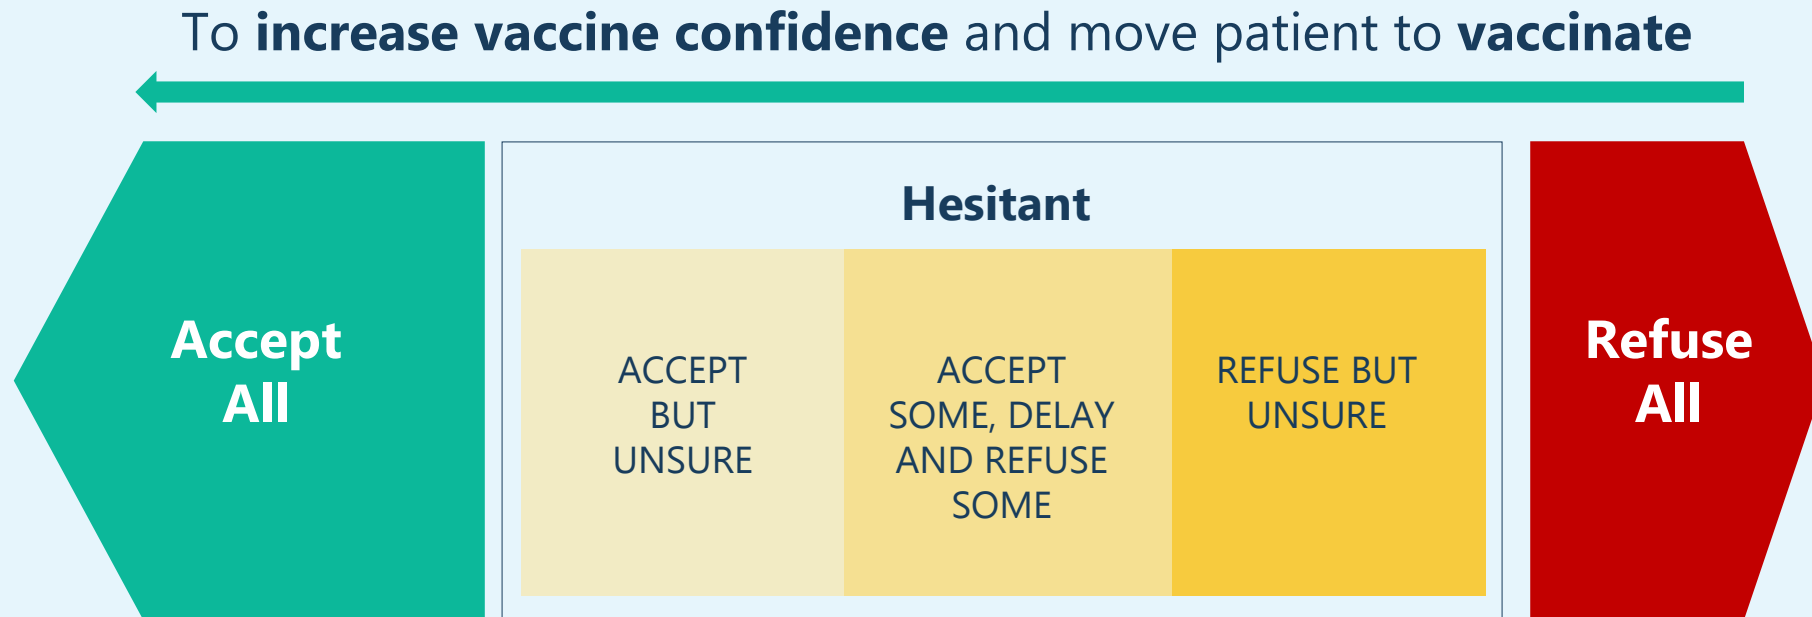 To increase vaccine confidence and move patient to vaccinate
Hesitant
Accept
All
ACCEPT
BUT
UNSURE
ACCEPT
SOME, DELAY
AND REFUSE
SOME
REFUSE BUT
UNSURE
Refuse
All